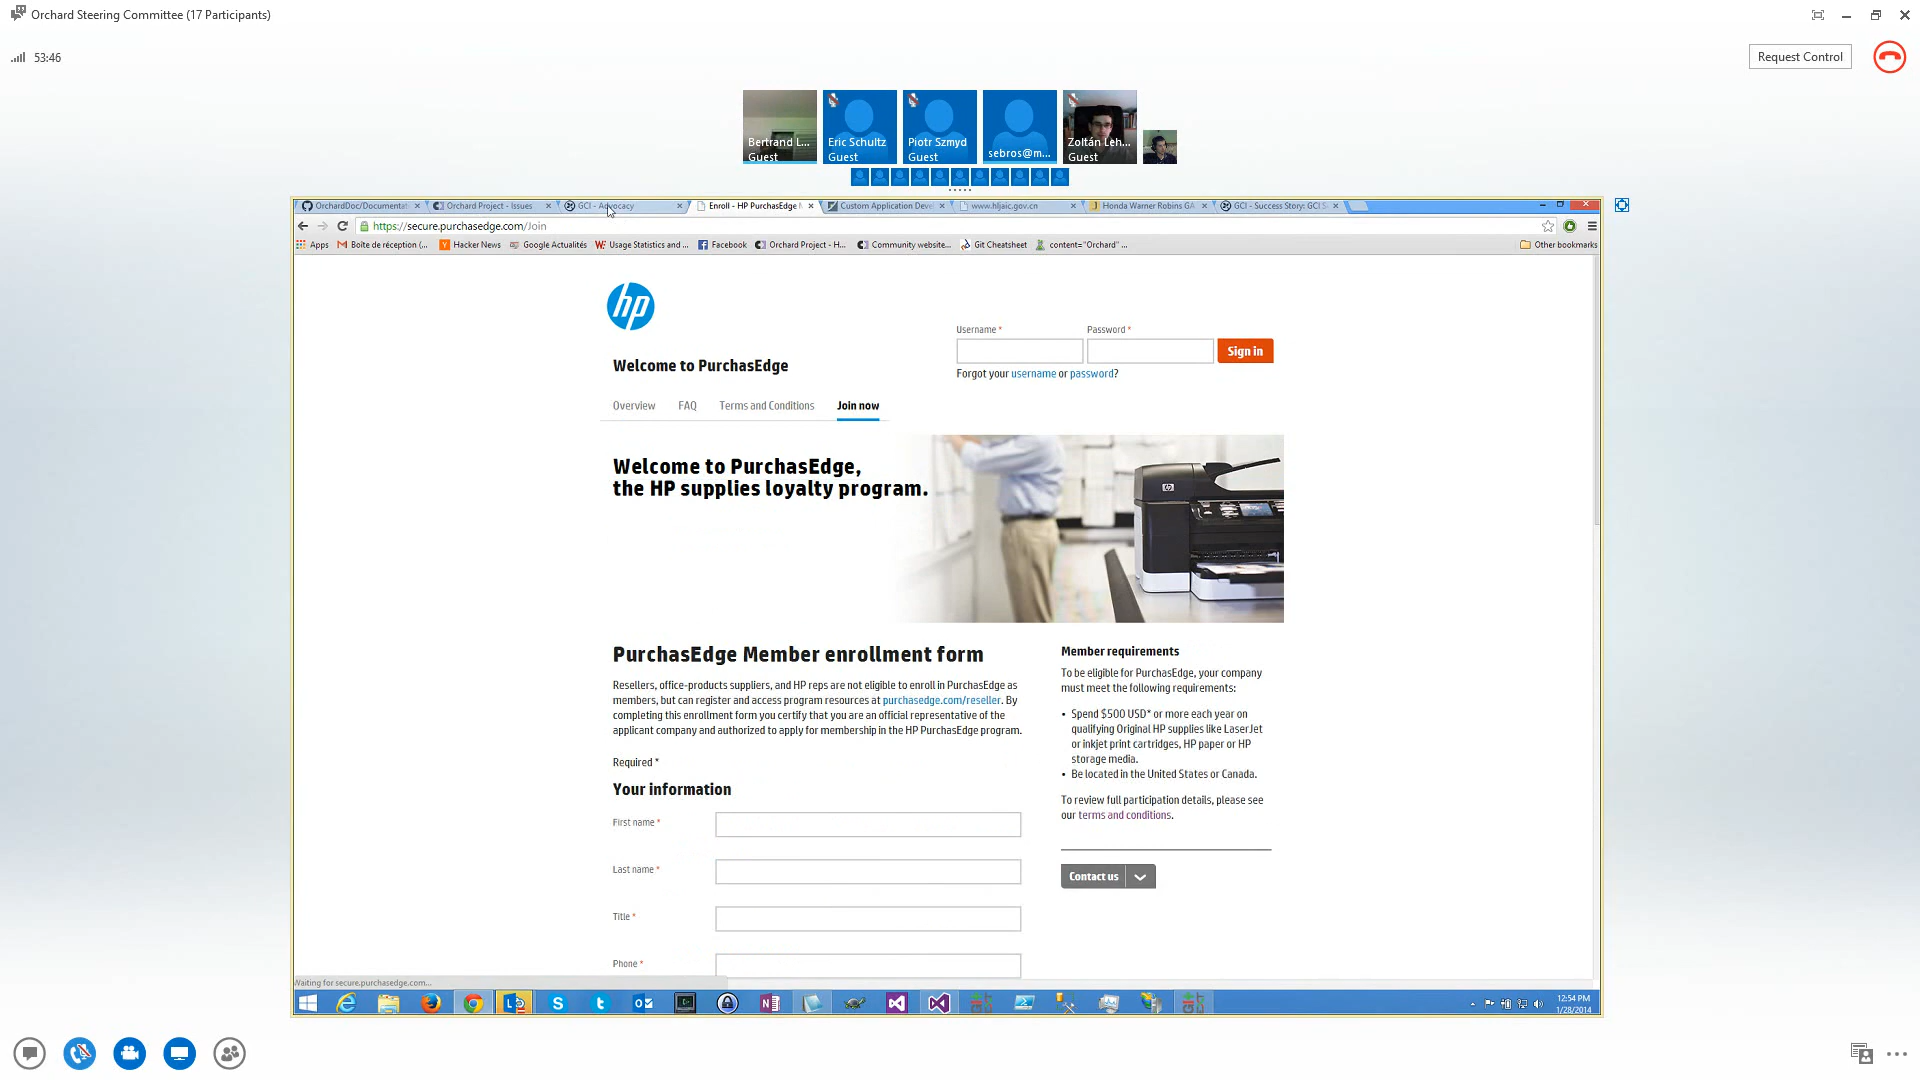 Orchard Steering Committee (17 Participants)
53:46
Request Control
Bertrand L...
Guest
Eric Schultz
Guest
Piotr Szmyd
Guest
sebros@m...
Zoltán Leh...
Guest
OrchardDoc/Documentat
Orchard Project - Issues
GCI - Advocacy
Enroll - HP PurchasEdge M
Custom Application Deve
www.hljaic.gov.cn
Honda Warner Robins GA
GCI - Success Story: GCI S
https://secure.purchasedge.com/Join
Apps
Boîte de réception (...
Hacker News
Google Actualités
Usage Statistics and ...
Facebook
Orchard Project - H...
Community website...
Git Cheatsheet
content="Orchard" ...
Other bookmarks
hp
Username *
Password *
Sign in
Forgot your username or password?
Welcome to PurchasEdge
Overview
FAQ
Terms and Conditions
Join now
Welcome to PurchasEdge,
the HP supplies loyalty program.
PurchasEdge Member enrollment form
Resellers, office-products suppliers, and HP reps are not eligible to enroll in PurchasEdge as
members, but can register and access program resources at purchasedge.com/reseller. By
completing this enrollment form you certify that you are an official representative of the
applicant company and authorized to apply for membership in the HP PurchasEdge program.
Required *
Your information
First name *
Last name *
Title *
Phone *
Member requirements
To be eligible for PurchasEdge, your company
must meet the following requirements:
• Spend $500 USD* or more each year on
qualifying Original HP supplies like LaserJet
or inkjet print cartridges, HP paper or HP
storage media.
• Be located in the United States or Canada.
To review full participation details, please see
our terms and conditions.
Contact us
Waiting for secure.purchasedge.com...
12:54 PM
1/28/2014